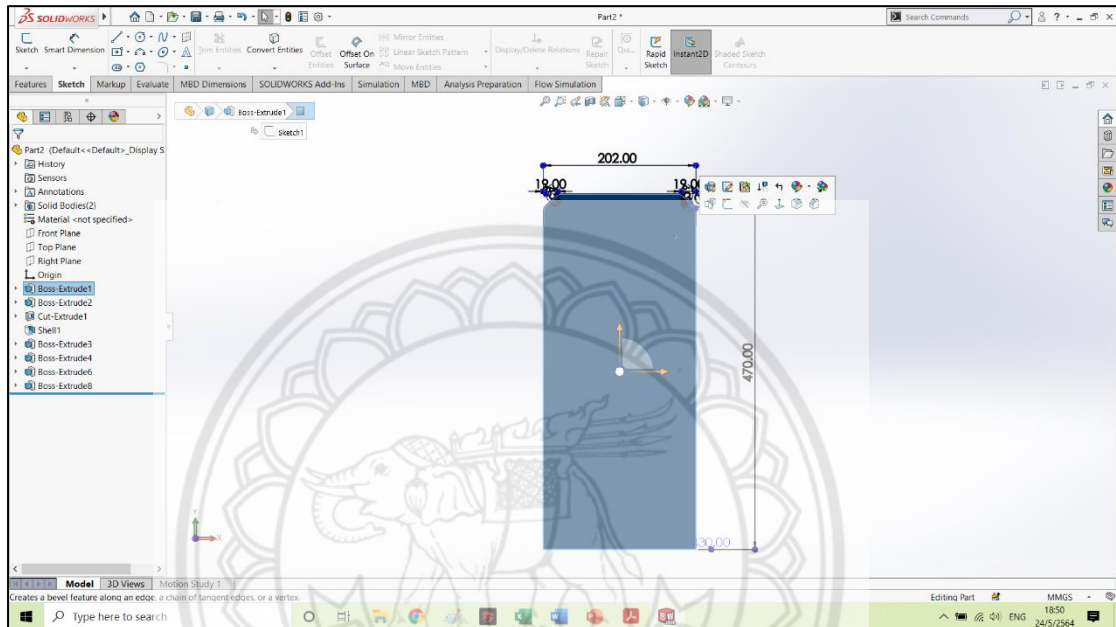 SOLIDWORKS
Part2 *
Search Commands
Sketch
Smart Dimension
Trim Entities
Convert Entities
Offset Entities
Offset On Surface
Mirror Entities
Linear Sketch Pattern
Move Entities
Display/Delete Relations
Repair Sketch
Rapid Sketch
Instant2D
Shaded Sketch Contours
Features
Sketch
Markup
Evaluate
MBD Dimensions
SOLIDWORKS Add-Ins
Simulation
MBD
Analysis Preparation
Flow Simulation
Boss-Extrude1
Sketch1
Part2 (Default<<Default>_Display S
History
Sensors
Annotations
Solid Bodies(2)
Material <not specified>
Front Plane
Top Plane
Right Plane
Origin
Boss-Extrude1
Boss-Extrude2
Cut-Extrude1
Shell1
Boss-Extrude3
Boss-Extrude4
Boss-Extrude6
Boss-Extrude8
202.00
19.00
470.00
30.00
Model
3D Views
Motion Study 1
Creates a bevel feature along an edge, a chain of tangent edges, or a vertex.
Editing Part
MMGS
Type here to search
ENG
18:50
24/5/2564